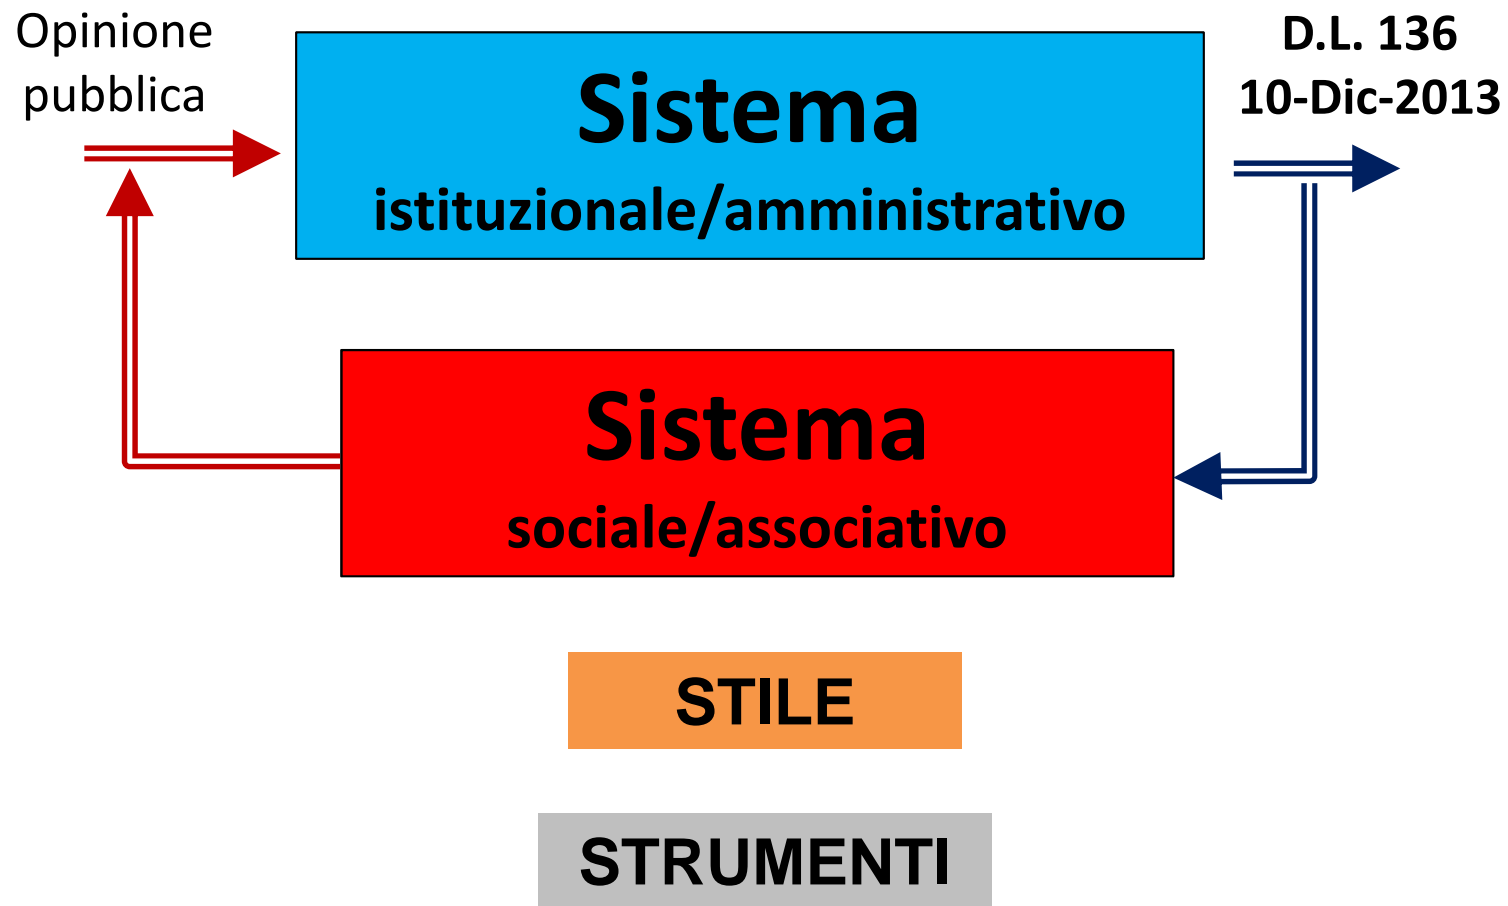 Opinione
pubblica
Sistema
istituzionale/amministrativo
D.L. 136
10-Dic-2013
Sistema
sociale/associativo
STILE
STRUMENTI